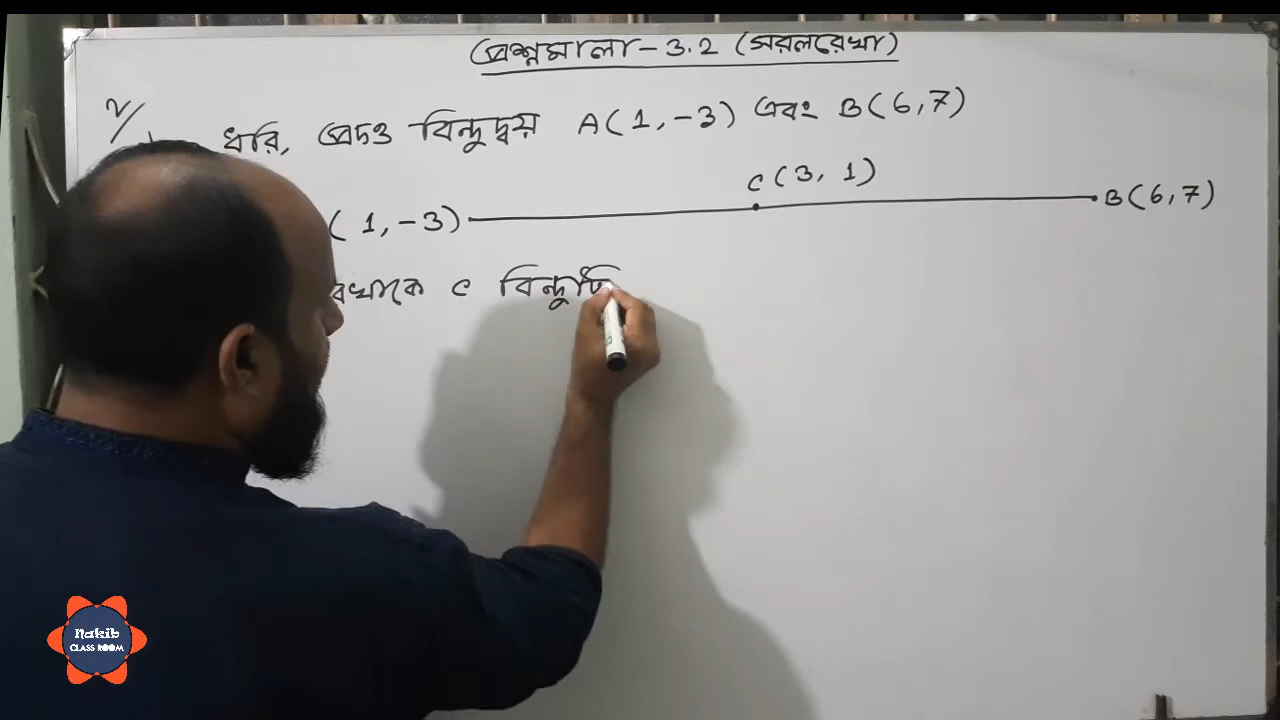 প্রশ্নমালা - 3.2 (সরলরেখা)
২/
ধরি, প্রদত্ত বিন্দুদ্বয় A(1, -3) এবং B(6,7)
C (3, 1)
( 1, -3) B(6,7)
রেখাকে C বিন্দুটি
Nakib
CLASS ROOM